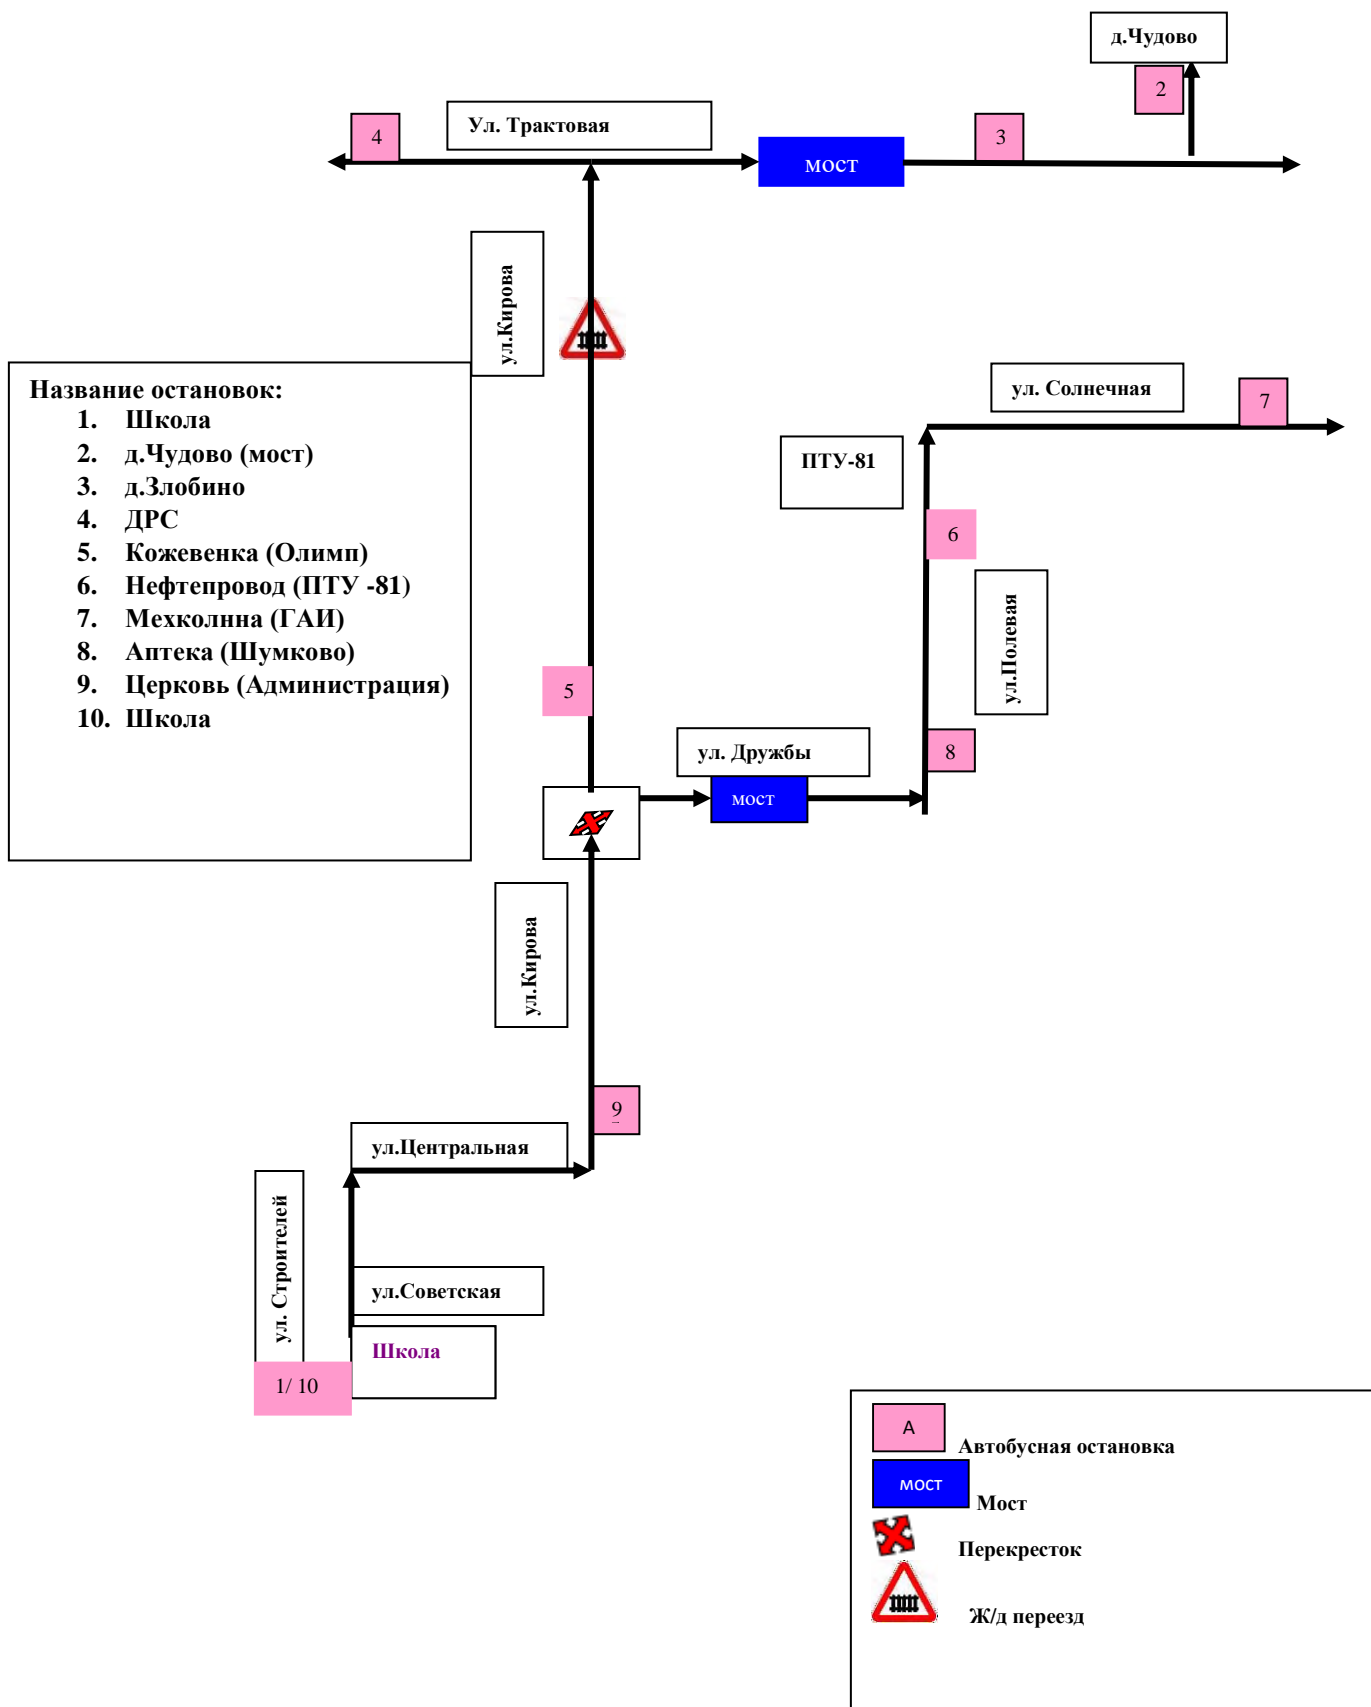 д.Чудово
2
Ул. Трактовая
4
3
мост
ул.Кирова
Название остановок:
1. Школа
2. д.Чудово (мост)
3. д.Злобино
4. ДРС
5. Кожевенка (Олимп)
6. Нефтепровод (ПТУ -81)
7. Мехколнна (ГАИ)
8. Аптека (Шумково)
9. Церковь (Администрация)
10. Школа
ул. Солнечная
7
ПТУ-81
6
ул.Полевая
5
ул. Дружбы
8
мост
ул.Кирова
9
ул.Центральная
ул. Строителей
ул.Советская
Школа
1/ 10
А
Автобусная остановка
мост
Мост
Перекресток
Ж/д переезд